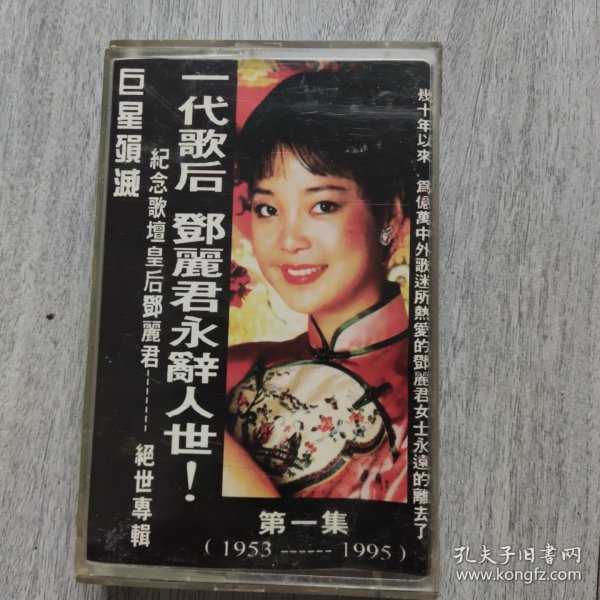 幾十年以來 爲億萬中外歌迷所熱愛的鄧麗君女士永遠的離去了
一代歌后 鄧麗君永辭人世！
紀念歌壇皇后鄧麗君--------絕世專輯
巨星殞滅
第一集
(1953 ------ 1995)
孔夫子旧书网
www.kongfz.com